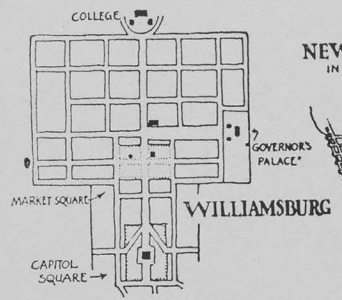 COLLEGE
NEW
IN
GOVERNOR'S
PALACE"
MARKET SQUARE
WILLIAMSBURG
CAPITOL
SQUARE